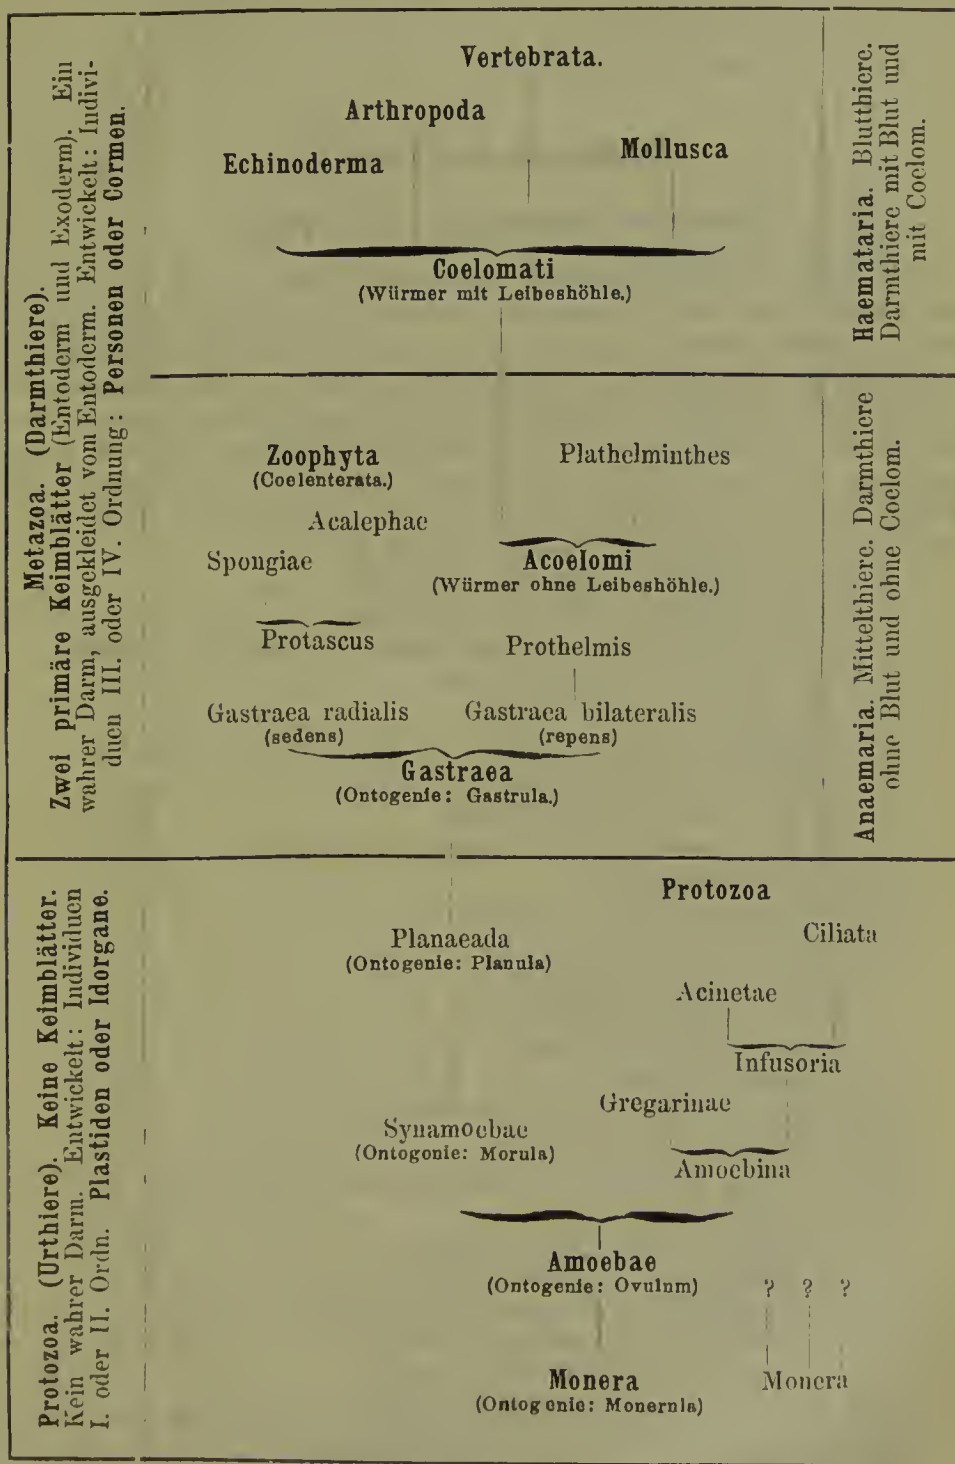 Metazoa. (Darmthiere).
Zwei primäre Keimblätter (Entoderm und Exoderm). Ein
wahrer Darm, ausgekleidet vom Entoderm. Entwickelt: Indivi-
duen III. oder IV. Ordnung: Personen oder Cormen.
Vertebrata.
Arthropoda
Echinoderma
Mollusca
Coelomati
(Würmer mit Leibeshöhle.)
Haemataria. Blutthiere.
Darmthiere mit Blut und
mit Coelom.
Zoophyta
(Coelenterata.)
Plathelminthes
Acalephae
Spongiae
Acoelomi
(Würmer ohne Leibeshöhle.)
Protascus
Prothelmis
Gastraea radialis
(sedens)
Gastraea bilateralis
(repens)
Gastraea
(Ontogenie: Gastrula.)
Anaemaria. Mittelthiere. Darmthiere
ohne Blut und ohne Coelom.
Protozoa. (Urthiere). Keine Keimblätter.
Kein wahrer Darm. Entwickelt: Individuen
I. oder II. Ordn. Plastiden oder Idorgane.
Protozoa
Planaeada
(Ontogenie: Planula)
Ciliata
Acinetae
Infusoria
Gregarinae
Synamoebae
(Ontogonie: Morula)
Amoebina
Amoebae
(Ontogenie: Ovulum)
? ? ?
Monera
(Ontogenie: Monerula)
Monera